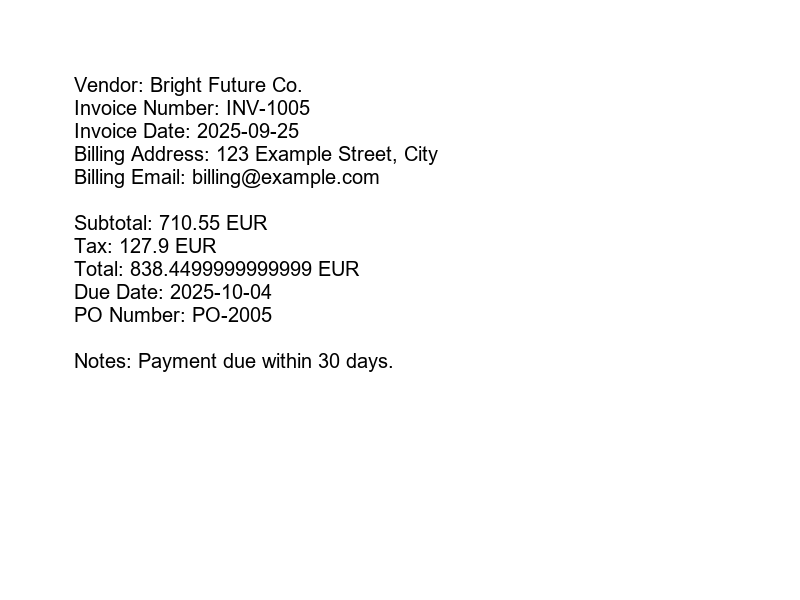 Vendor: Bright Future Co.
Invoice Number: INV-1005
Invoice Date: 2025-09-25
Billing Address: 123 Example Street, City
Billing Email: billing@example.com
Subtotal: 710.55 EUR
Tax: 127.9 EUR
Total: 838.4499999999999 EUR
Due Date: 2025-10-04
PO Number: PO-2005
Notes: Payment due within 30 days.